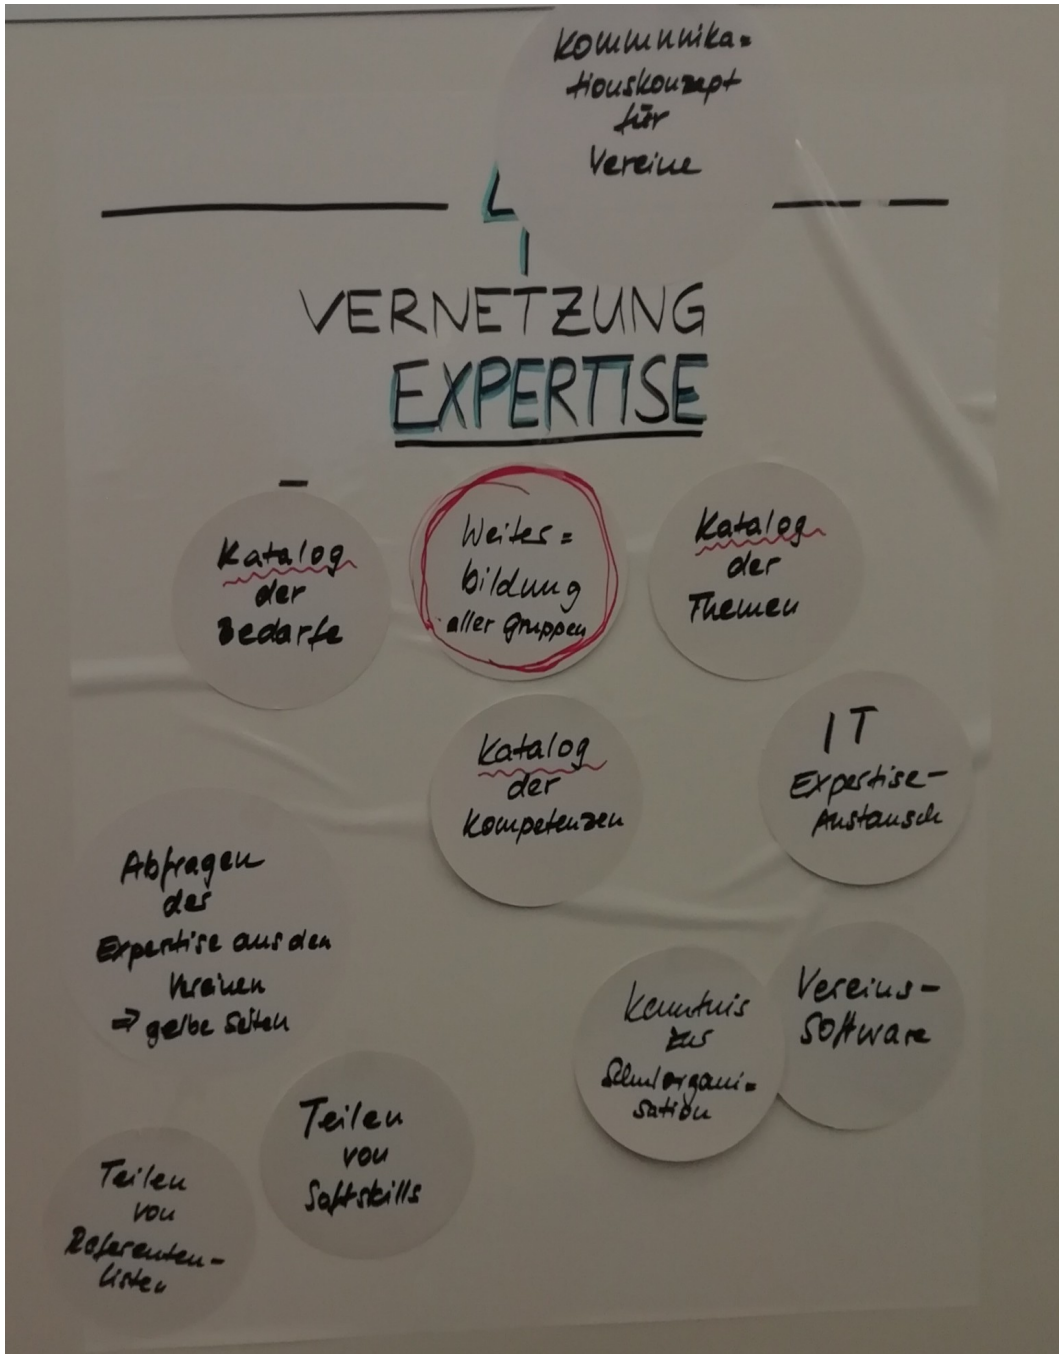 Kommunika=
tionskonzept
für
Vereine
VERNETZUNG
EXPERTISE
Katalog
der
Bedarfe
Weiter=
bildung
aller Gruppen
Katalog
der
Themen
Katalog
der
Kompetenzen
IT
Expertise-
Austausch
Abfragen
der
Expertise aus den
Vereinen
⇒ gelbe Seiten
Kenntnis
zur
Schulorgani=
sation
Vereins-
Software
Teilen
von
Softskills
Teilen
von
Referenten-
listen